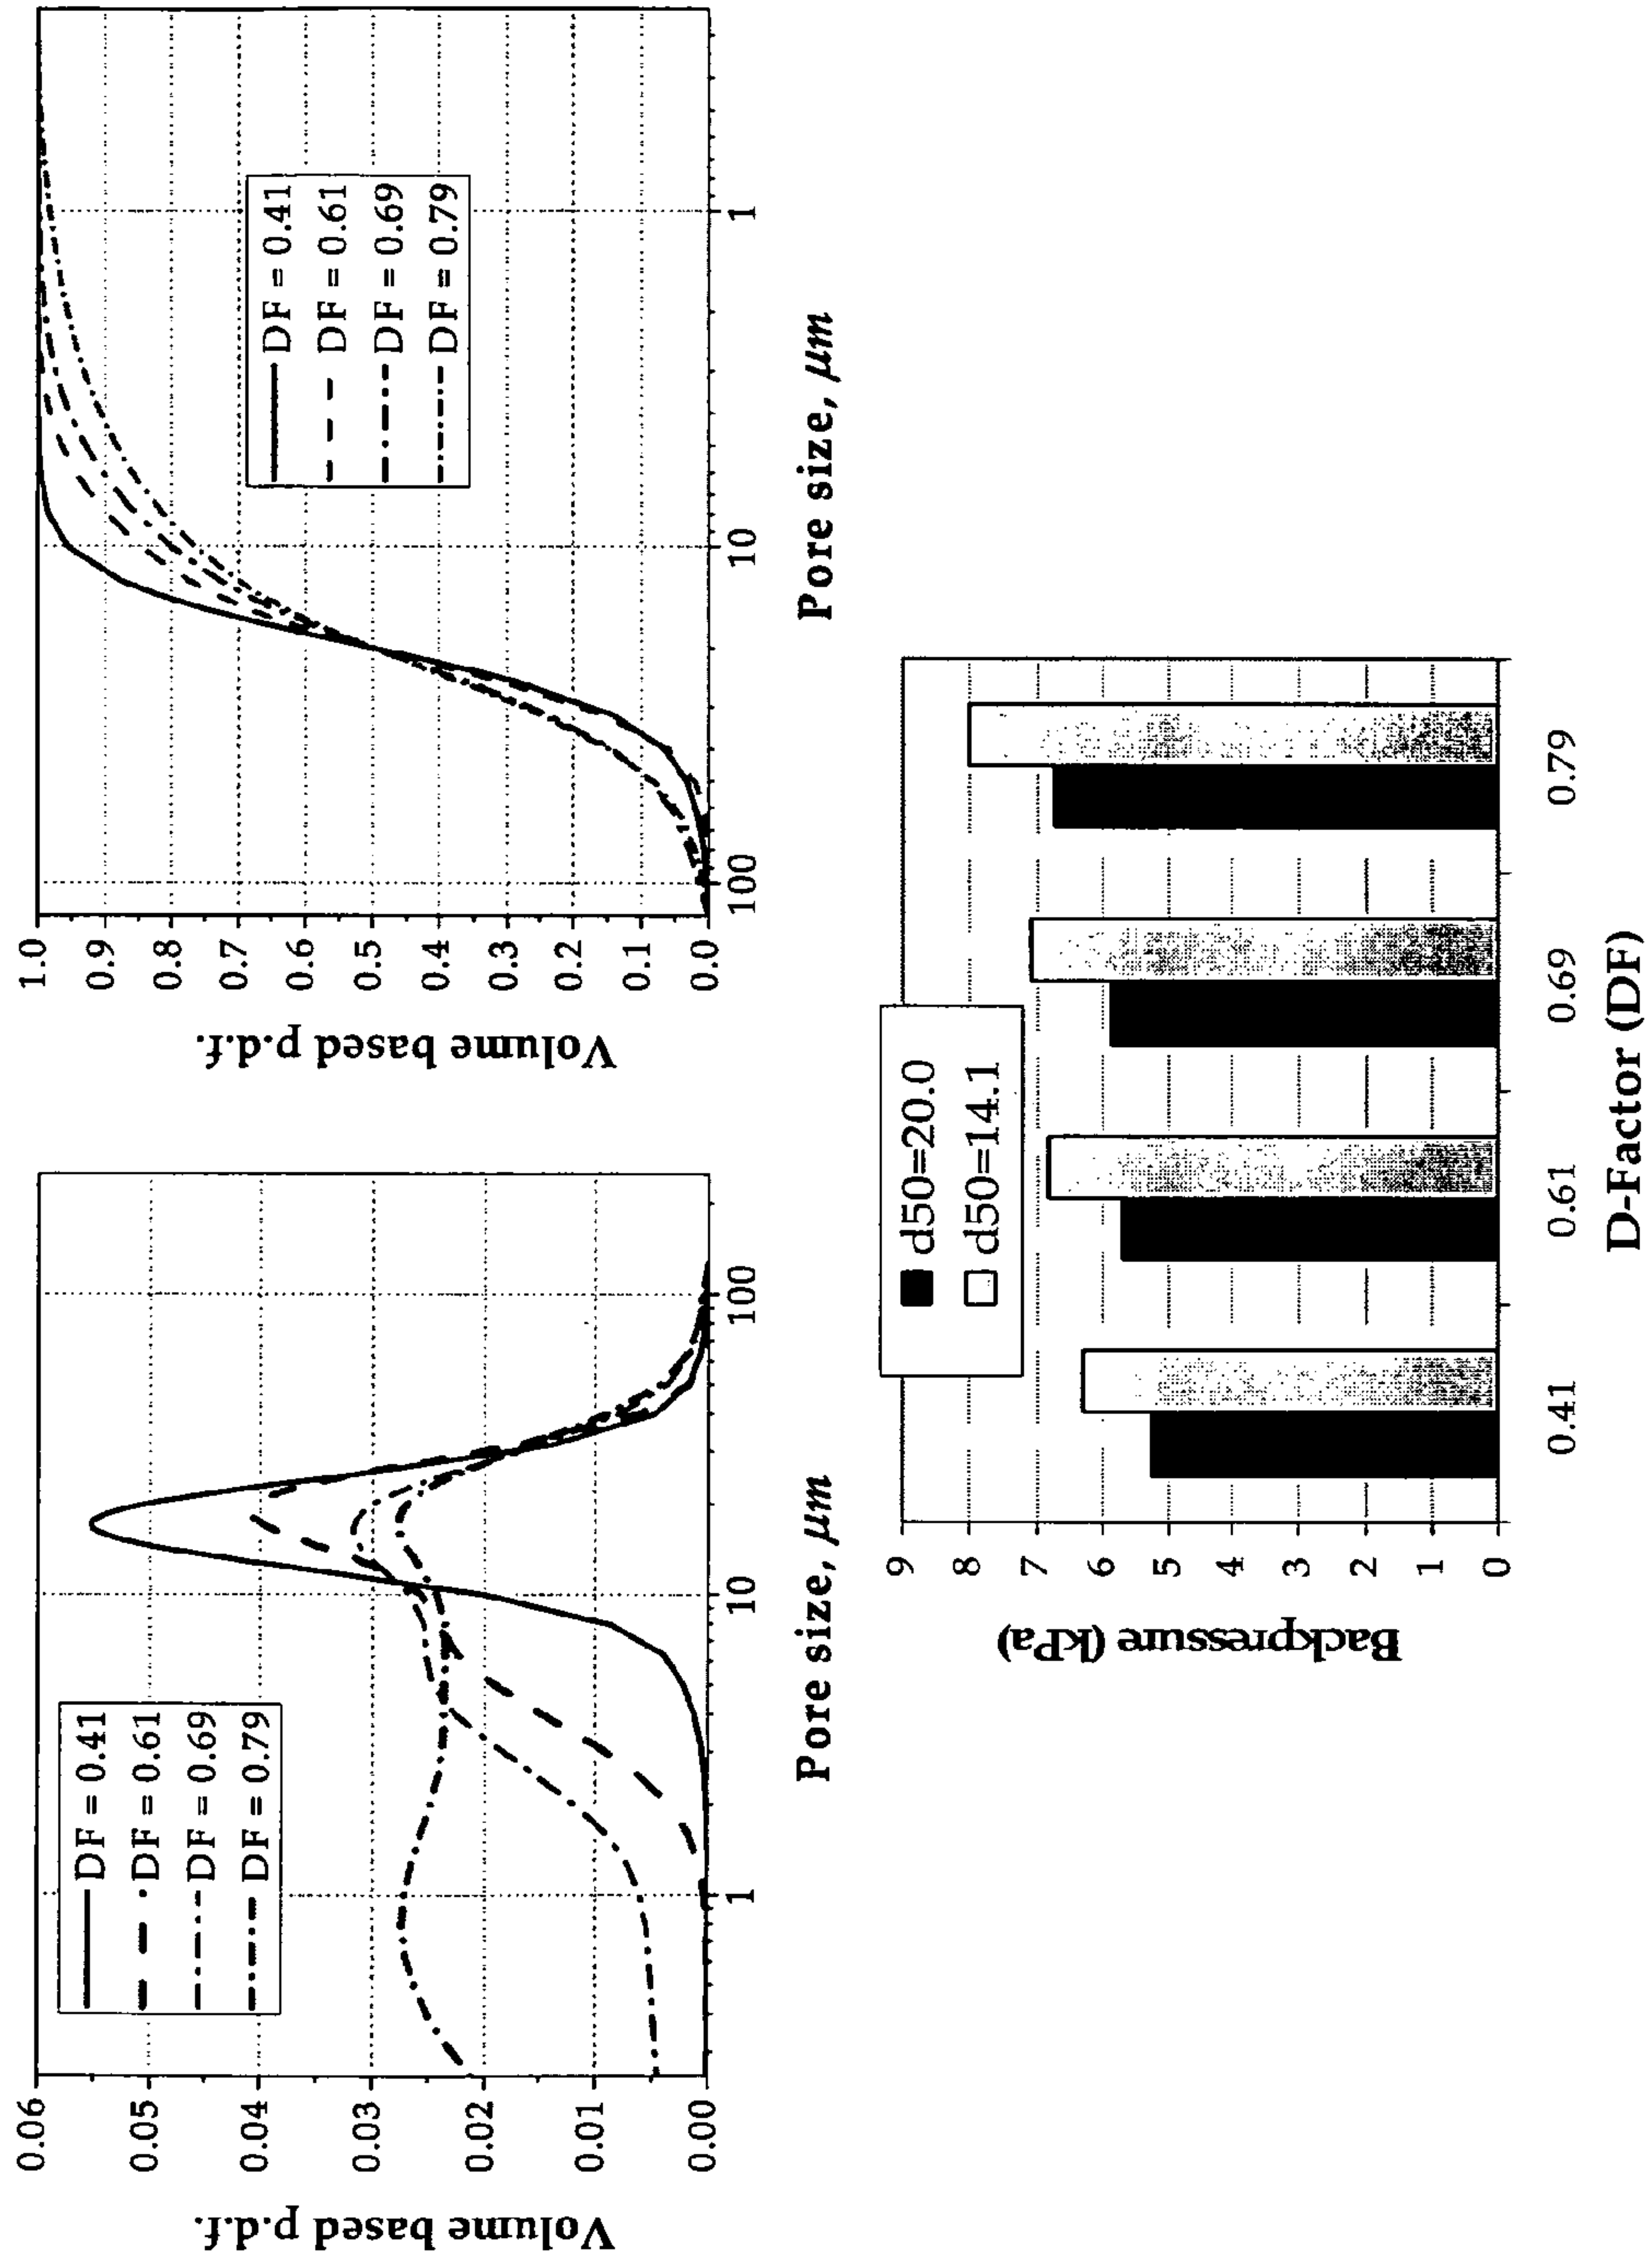 Volume based p.d.f.
0.06
0.05
0.04
0.03
0.02
0.01
0.00
DF = 0.41
DF = 0.61
DF = 0.69
DF = 0.79
1
10
100
Pore size, μm
Volume based p.d.f.
1.0
0.9
0.8
0.7
0.6
0.5
0.4
0.3
0.2
0.1
0.0
DF = 0.41
DF = 0.61
DF = 0.69
DF = 0.79
100
10
1
Pore size, μm
Backpressure (kPa)
9
8
7
6
5
4
3
2
1
0
d50=20.0
d50=14.1
0.41
0.61
0.69
0.79
D-Factor (DF)